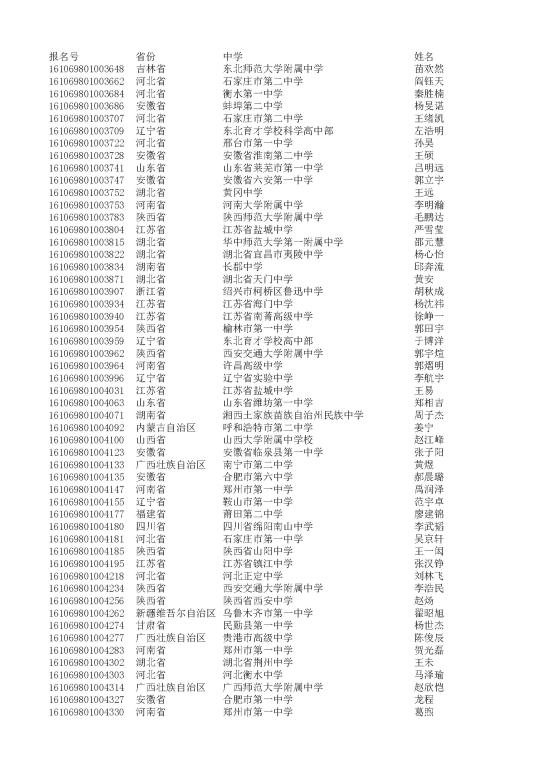 报名号 省份 中学 姓名
161069801003648 吉林省 东北师范大学附属中学 苗欢然
161069801003662 河北省 石家庄市第二中学 阎钰天
161069801003684 河北省 衡水第一中学 秦胜楠
161069801003686 安徽省 蚌埠第二中学 杨旻谌
161069801003707 河北省 石家庄市第二中学 王绪凯
161069801003709 辽宁省 东北育才学校科学高中部 左浩明
161069801003722 河北省 邢台市第一中学 孙昊
161069801003728 安徽省 安徽省淮南第二中学 王硕
161069801003741 山东省 山东省莱芜市第一中学 吕明远
161069801003747 安徽省 安徽省六安第一中学 郭立宇
161069801003752 湖北省 黄冈中学 王远
161069801003753 河南省 河南大学附属中学 李明瀚
161069801003783 陕西省 陕西师范大学附属中学 毛鹏达
161069801003804 江苏省 江苏省盐城中学 严雪莹
161069801003815 湖北省 华中师范大学第一附属中学 邵元慧
161069801003822 湖北省 湖北省宜昌市夷陵中学 杨心怡
161069801003834 湖南省 长郡中学 邱奔流
161069801003871 湖北省 湖北省天门中学 黄安
161069801003907 浙江省 绍兴市柯桥区鲁迅中学 胡秋成
161069801003934 江苏省 江苏省海门中学 杨沈祎
161069801003940 江苏省 江苏省南菁高级中学 徐峥一
161069801003954 陕西省 榆林市第一中学 郭田宇
161069801003959 辽宁省 东北育才学校高中部 于博洋
161069801003962 陕西省 西安交通大学附属中学 郭宇煊
161069801003964 河南省 许昌高级中学 郭熠明
161069801003996 辽宁省 辽宁省实验中学 李航宇
161069801004031 江苏省 江苏省盐城中学 王易
161069801004063 山东省 山东省潍坊第一中学 郑相吉
161069801004071 湖南省 湘西土家族苗族自治州民族中学 周子杰
161069801004092 内蒙古自治区 呼和浩特市第二中学 姜宁
161069801004100 山西省 山西大学附属中学校 赵江峰
161069801004123 安徽省 安徽省临泉县第一中学 张子阳
161069801004133 广西壮族自治区 南宁市第二中学 黄煜
161069801004135 安徽省 合肥市第六中学 郝晨璐
161069801004147 河南省 郑州市第一中学 禹润泽
161069801004155 辽宁省 鞍山市第一中学 范宇卓
161069801004177 福建省 莆田第二中学 廖建锦
161069801004180 四川省 四川省绵阳南山中学 李武韬
161069801004181 河北省 石家庄市第一中学 吴京轩
161069801004185 陕西省 陕西省山阳中学 王一闳
161069801004195 江苏省 江苏省镇江中学 张汉铮
161069801004218 河北省 河北正定中学 刘林飞
161069801004234 陕西省 西安交通大学附属中学 李浩民
161069801004256 陕西省 陕西省西安中学 赵炀
161069801004262 新疆维吾尔自治区 乌鲁木齐市第一中学 翟昭旭
161069801004274 甘肃省 民勤县第一中学 杨世杰
161069801004277 广西壮族自治区 贵港市高级中学 陈俊辰
161069801004283 河南省 郑州市第一中学 贺光磊
161069801004302 湖北省 湖北省荆州中学 王未
161069801004303 河北省 河北衡水中学 马泽瑜
161069801004314 广西壮族自治区 广西师范大学附属中学 赵欣恺
161069801004327 安徽省 合肥市第一中学 龙程
161069801004330 河南省 郑州市第一中学 葛煦